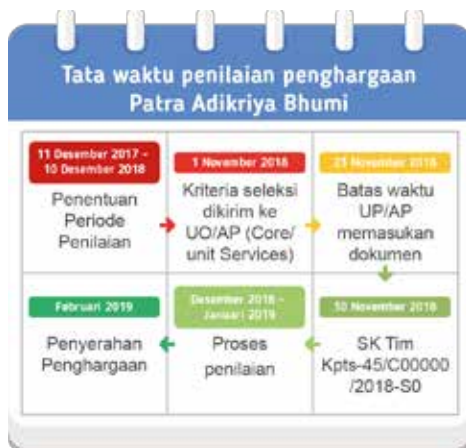 Tata waktu penilaian penghargaan
Patra Adikriya Bhumi
11 Desember 2017 -
10 Desember 2018
Penentuan
Periode
Penilaian
1 November 2018
Kriteria seleksi
dikirim ke
UO/AP (Core/
unit Services)
November 2018
Batas waktu
UP/AP
memasukan
dokumen
30 November 2018
SK Tim
Kpts-45/C00000
/2018-S0
Desember 2018 -
Januari 2019
Proses
penilaian
Februari 2019
Penyerahan
Penghargaan